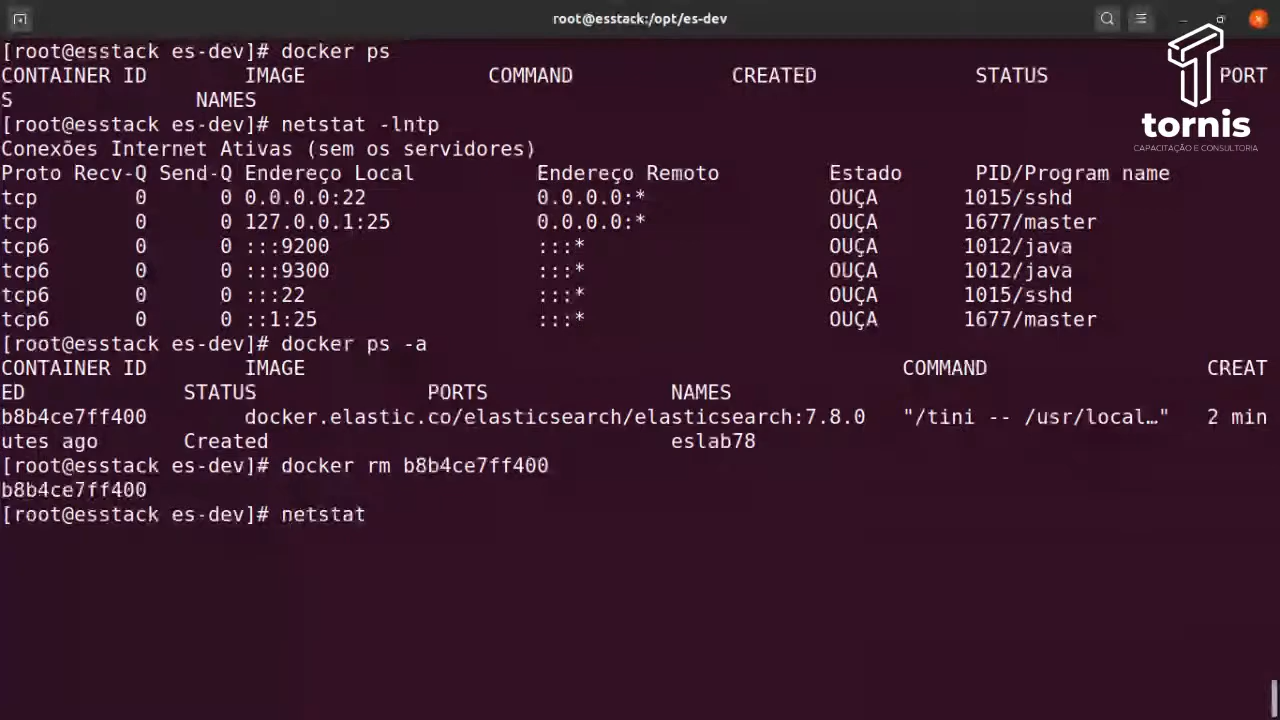 root@esstack:/opt/es-dev
[root@esstack es-dev]# docker ps
CONTAINER ID        IMAGE               COMMAND             CREATED             STATUS              PORT
S               NAMES
[root@esstack es-dev]# netstat -lntp
Conexões Internet Ativas (sem os servidores)
Proto Recv-Q Send-Q Endereço Local          Endereço Remoto         Estado      PID/Program name
tcp        0      0 0.0.0.0:22              0.0.0.0:*               OUÇA       1015/sshd
tcp        0      0 127.0.0.1:25            0.0.0.0:*               OUÇA       1677/master
tcp6       0      0 :::9200                 :::*                    OUÇA       1012/java
tcp6       0      0 :::9300                 :::*                    OUÇA       1012/java
tcp6       0      0 :::22                   :::*                    OUÇA       1015/sshd
tcp6       0      0 ::1:25                  :::*                    OUÇA       1677/master
[root@esstack es-dev]# docker ps -a
CONTAINER ID        IMAGE                                                 COMMAND                  CREAT
ED             STATUS              PORTS               NAMES
b8b4ce7ff400        docker.elastic.co/elasticsearch/elasticsearch:7.8.0   "/tini -- /usr/local…"   2 min
utes ago       Created                                 eslab78
[root@esstack es-dev]# docker rm b8b4ce7ff400
b8b4ce7ff400
[root@esstack es-dev]# netstat
tornis
CAPACITAÇÃO E CONSULTORIA